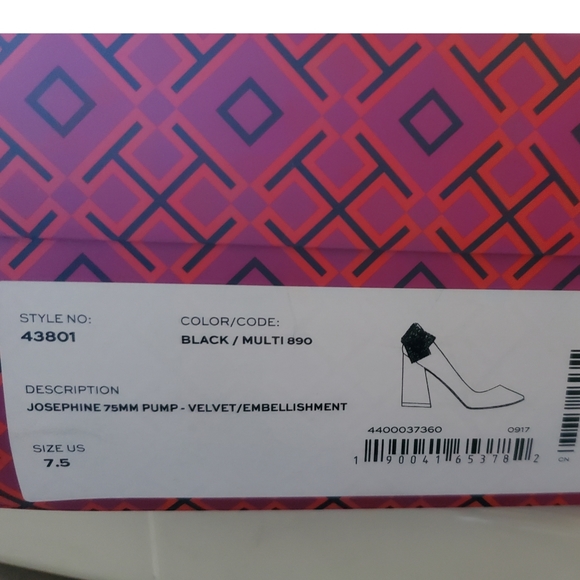 STYLE NO:
43801
COLOR/CODE:
BLACK / MULTI 890
DESCRIPTION
JOSEPHINE 75MM PUMP - VELVET/EMBELLISHMENT
SIZE US
7.5
4400037360 0917
1 90041 65378 2
CN